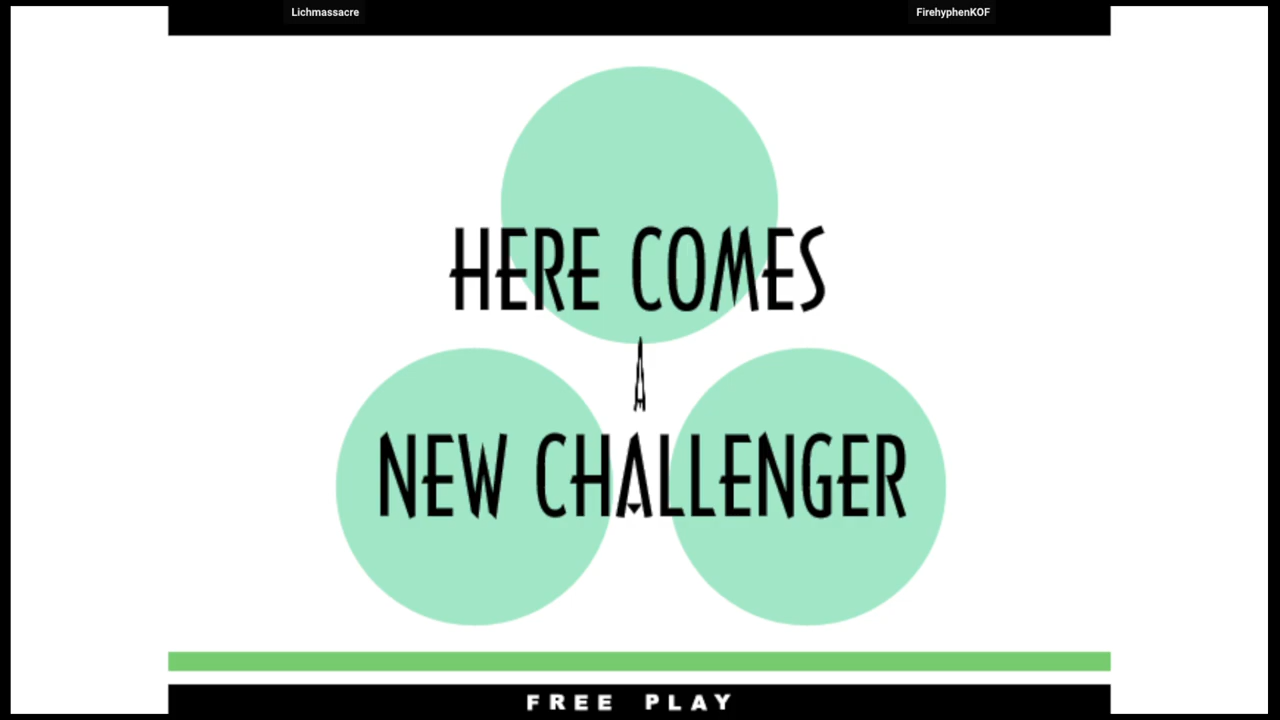 Lichmassacre
FirehyphenKOF
HERE COMES
A
NEW CHALLENGER
FREE PLAY